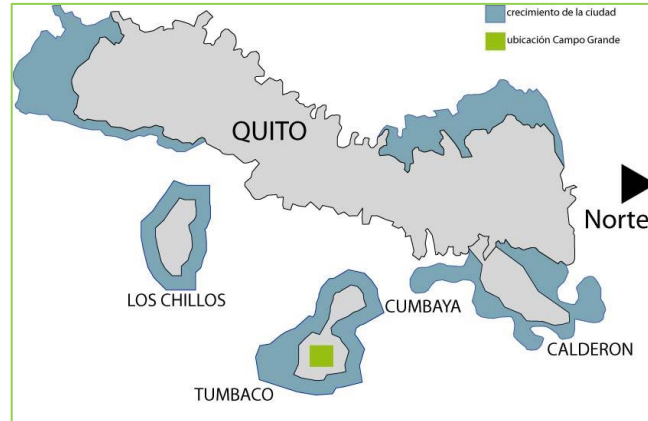 crecimiento de la ciudad
ubicación Campo Grande
QUITO
Norte
LOS CHILLOS
CUMBAYA
CALDERON
TUMBACO